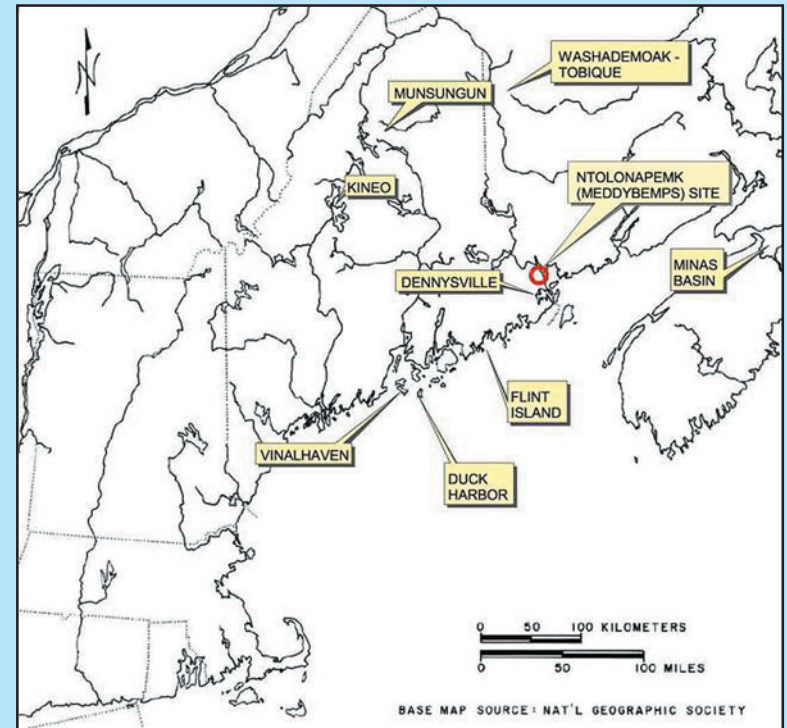 N
WASHADEMOAK -
TOBIQUE
MUNSUNGUN
KINEO
NTOLONAPEMK
(MEDDYBEMPS) SITE
DENNYSVILLE
MINAS
BASIN
FLINT
ISLAND
VINALHAVEN
DUCK
HARBOR
0 50 100 KILOMETERS
0 50 100 MILES
BASE MAP SOURCE: NAT'L GEOGRAPHIC SOCIETY